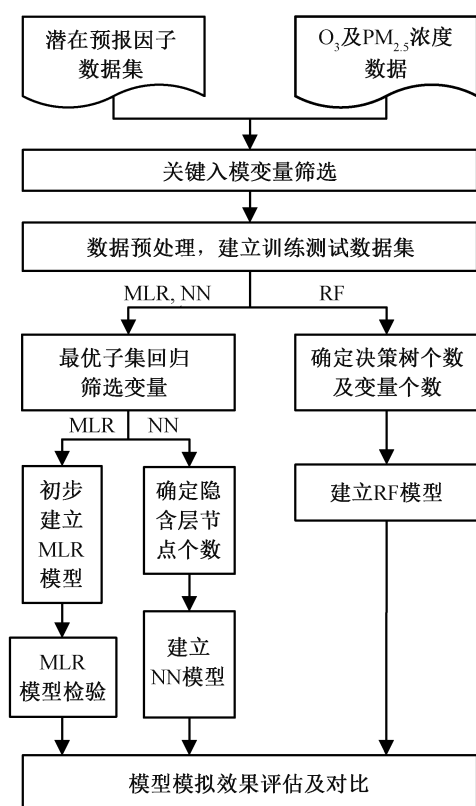 潜在预报因子
数据集
O₃及PM₂.₅浓度
数据
关键入模变量筛选
数据预处理，建立训练测试数据集
MLR, NN
RF
最优子集回归
筛选变量
确定决策树个数
及变量个数
MLR
NN
初步
建立
MLR
模型
确定隐
含层节
点个数
建立RF模型
MLR
模型检验
建立
NN模型
模型模拟效果评估及对比